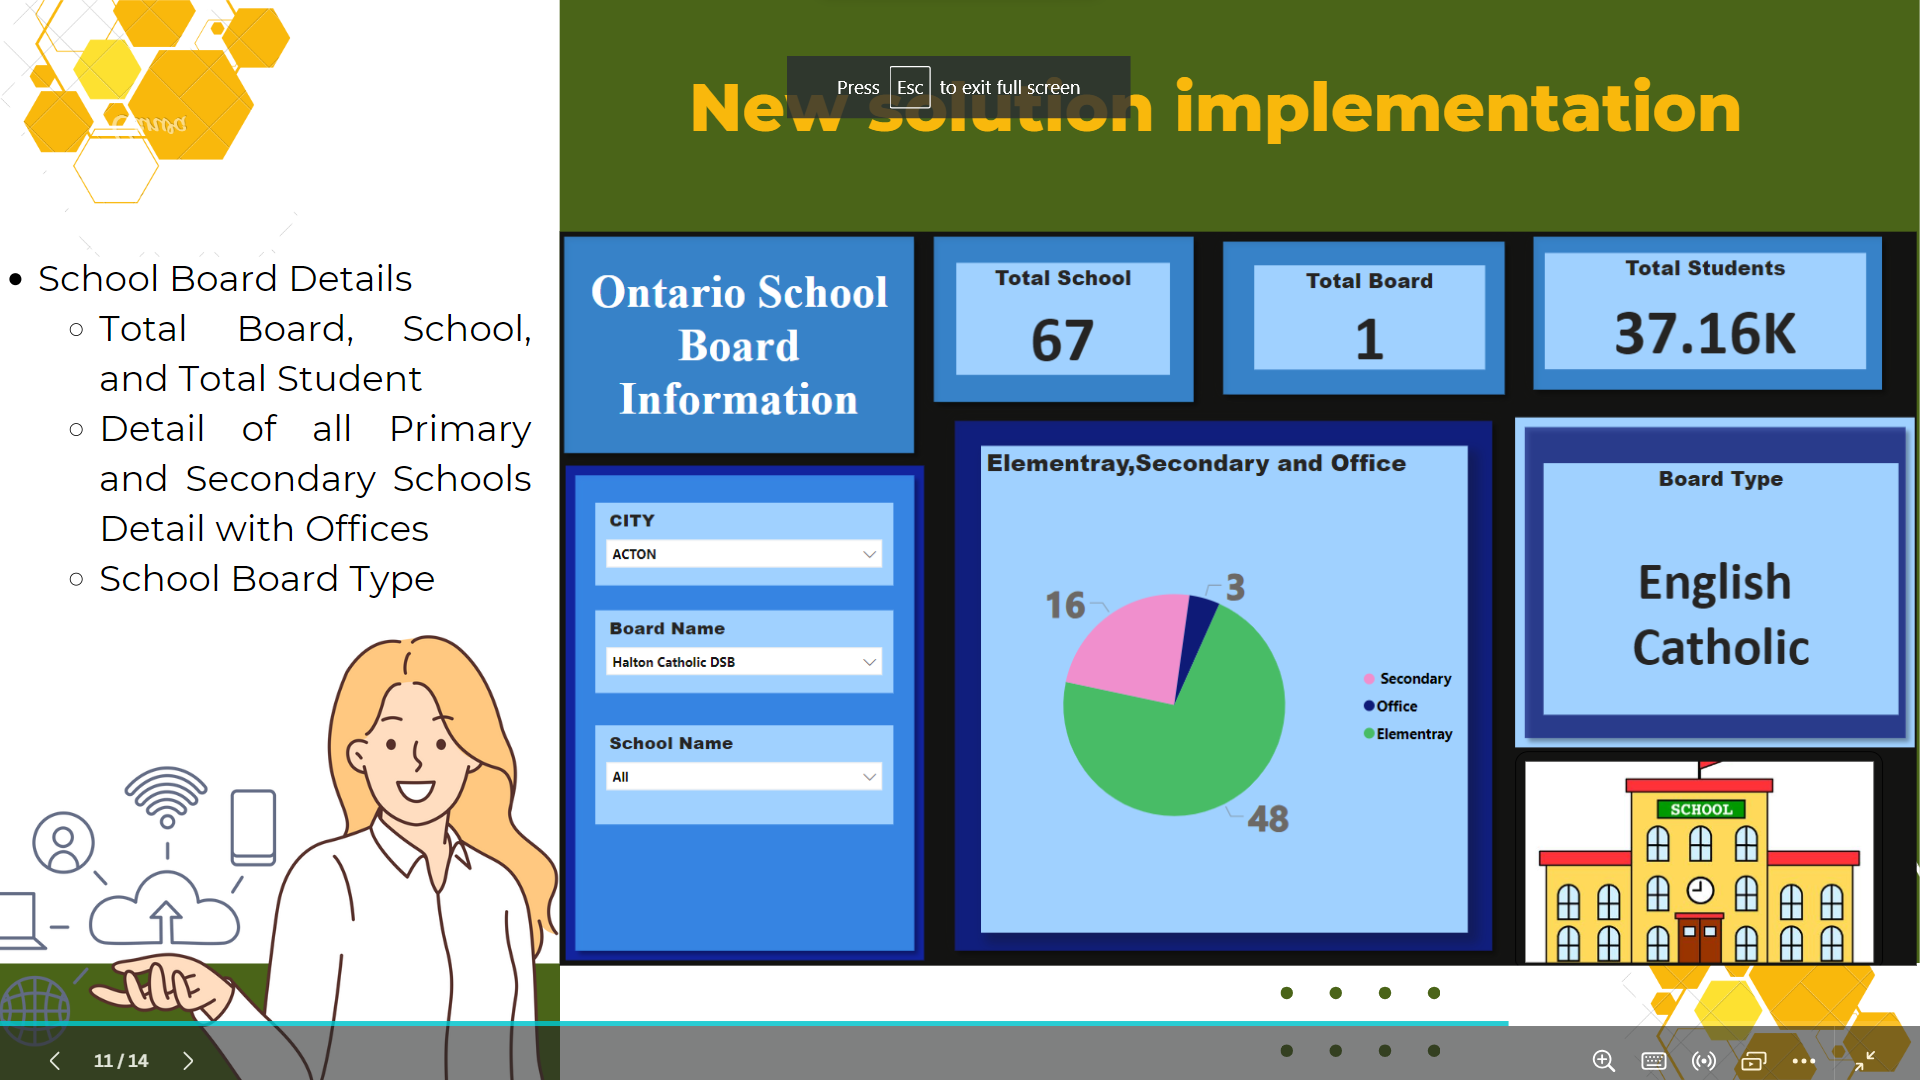 Canva
Press Esc to exit full screen
New solution implementation
• School Board Details
○ Total Board, School,
and Total Student
○ Detail of all Primary
and Secondary Schools
Detail with Offices
○ School Board Type
Ontario School
Board
Information
Total School
67
Total Board
1
Total Students
37.16K
CITY
ACTON
Board Name
Halton Catholic DSB
School Name
All
Elementray,Secondary and Office
16
3
48
Secondary
Office
Elementray
Board Type
English
Catholic
SCHOOL
11 / 14